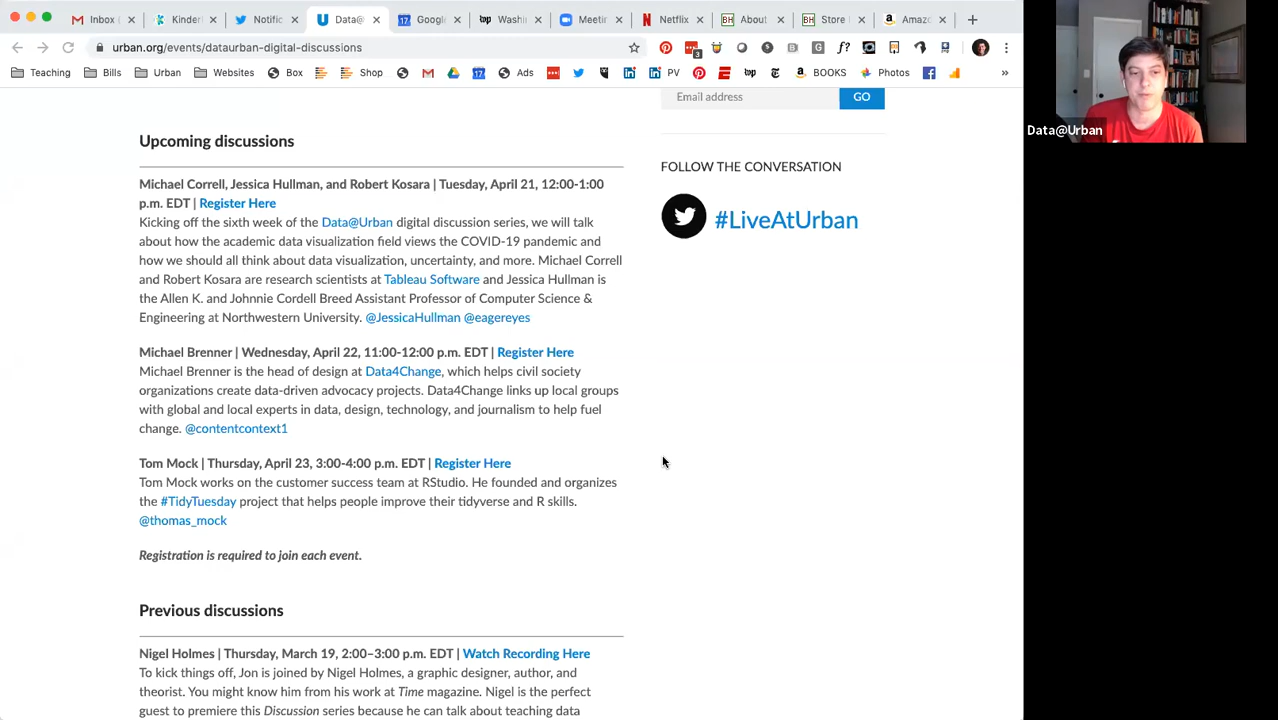 Inbox (
Kinderl
Notific
Data@
Google
Washi
Meetin
Netflix
About
Store |
Amazo
urban.org/events/dataurban-digital-discussions
Teaching
Bills
Urban
Websites
Box
Shop
Ads
PV
BOOKS
Photos
»
Email address
GO
Upcoming discussions
Michael Correll, Jessica Hullman, and Robert Kosara | Tuesday, April 21, 12:00-1:00
p.m. EDT | Register Here
Kicking off the sixth week of the Data@Urban digital discussion series, we will talk
about how the academic data visualization field views the COVID-19 pandemic and
how we should all think about data visualization, uncertainty, and more. Michael Correll
and Robert Kosara are research scientists at Tableau Software and Jessica Hullman is
the Allen K. and Johnnie Cordell Breed Assistant Professor of Computer Science &
Engineering at Northwestern University. @JessicaHullman @eagereyes
Michael Brenner | Wednesday, April 22, 11:00-12:00 p.m. EDT | Register Here
Michael Brenner is the head of design at Data4Change, which helps civil society
organizations create data-driven advocacy projects. Data4Change links up local groups
with global and local experts in data, design, technology, and journalism to help fuel
change. @contentcontext1
Tom Mock | Thursday, April 23, 3:00-4:00 p.m. EDT | Register Here
Tom Mock works on the customer success team at RStudio. He founded and organizes
the #TidyTuesday project that helps people improve their tidyverse and R skills.
@thomas_mock
Registration is required to join each event.
Previous discussions
Nigel Holmes | Thursday, March 19, 2:00–3:00 p.m. EDT | Watch Recording Here
To kick things off, Jon is joined by Nigel Holmes, a graphic designer, author, and
theorist. You might know him from his work at Time magazine. Nigel is the perfect
guest to premiere this Discussion series because he can talk about teaching data
FOLLOW THE CONVERSATION
#LiveAtUrban
Data@Urban